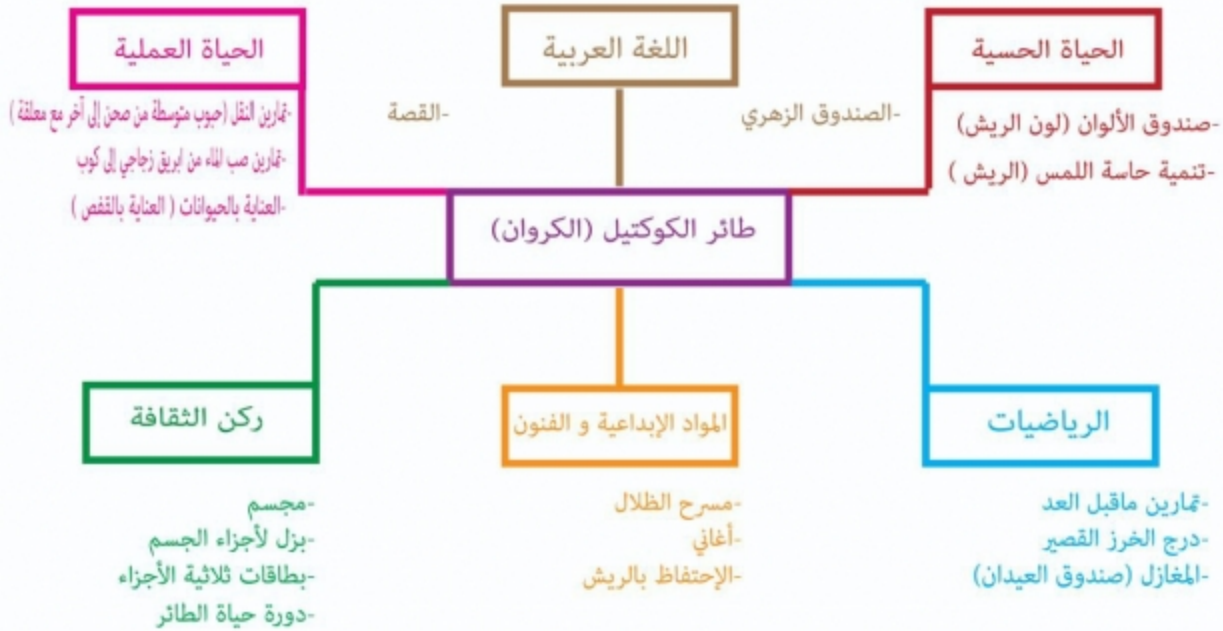 الحياة الحسية
-صندوق الألوان (لون الريش)
-تنمية حاسة اللمس (الريش )
اللغة العربية
-الصندوق الزهري
-القصة
الحياة العملية
-تمارين النقل (حبوب متوسطة من صحن إلى آخر مع معلقة )
-تمارين صب الماء من ابريق زجاجي إلى كوب
-العناية بالحيوانات ( العناية بالقفص )
طائر الكوكتيل (الكروان)
الرياضيات
-تمارين ماقبل العد
-درج الخرز القصير
-المغازل (صندوق العيدان)
المواد الإبداعية و الفنون
-مسرح الظلال
-أغاني
-الإحتفاظ بالريش
ركن الثقافة
-مجسم
-بزل لأجزاء الجسم
-بطاقات ثلاثية الأجزاء
-دورة حياة الطائر